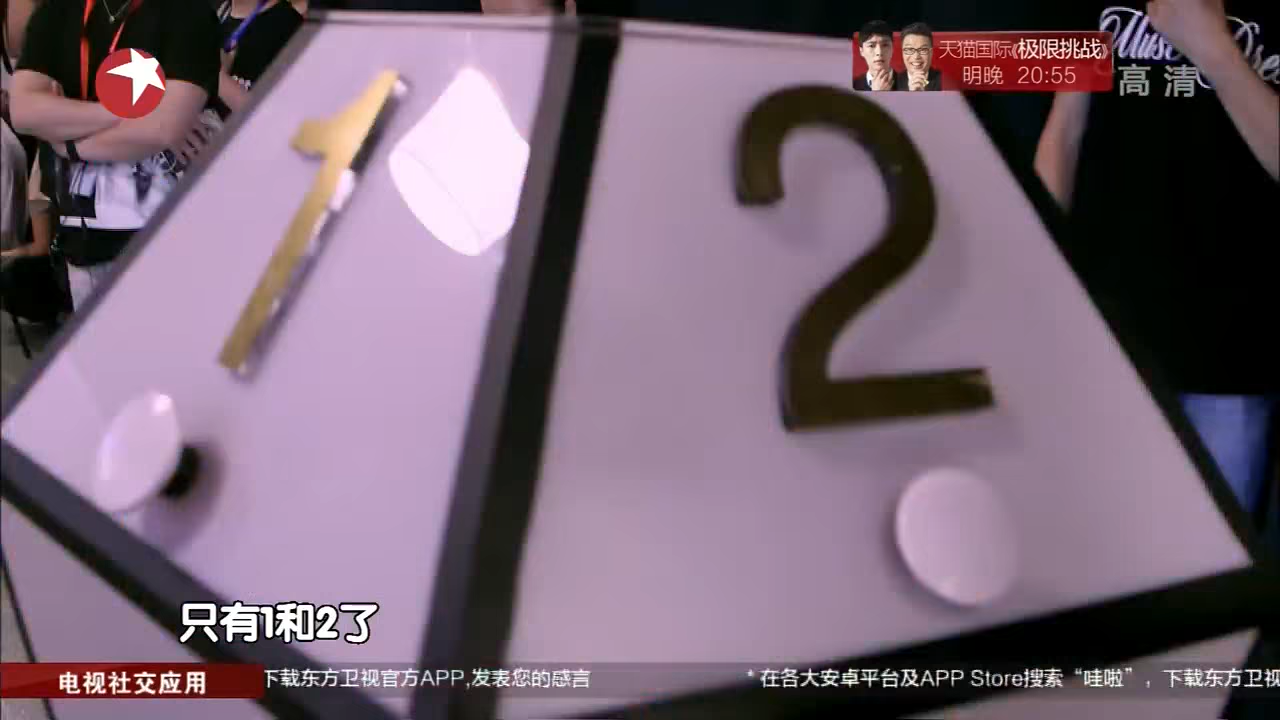 天猫国际《极限挑战》
明晚 20:55
高清
1
2
只有1和2了
电视社交应用
下载东方卫视官方APP,发表您的感言
*在各大安卓平台及APP Store搜索“哇啦”，下载东方卫视